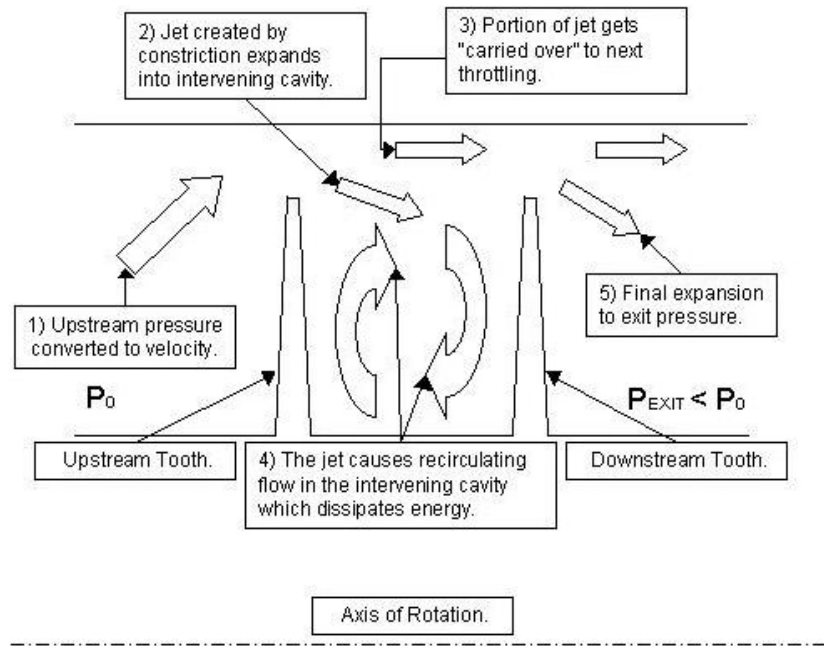 2) Jet created by
constriction expands
into intervening cavity.
3) Portion of jet gets
"carried over" to next
throttling.
1) Upstream pressure
converted to velocity.
5) Final expansion
to exit pressure.
P0
PEXIT < P0
Upstream Tooth.
4) The jet causes recirculating
flow in the intervening cavity
which dissipates energy.
Downstream Tooth.
Axis of Rotation.